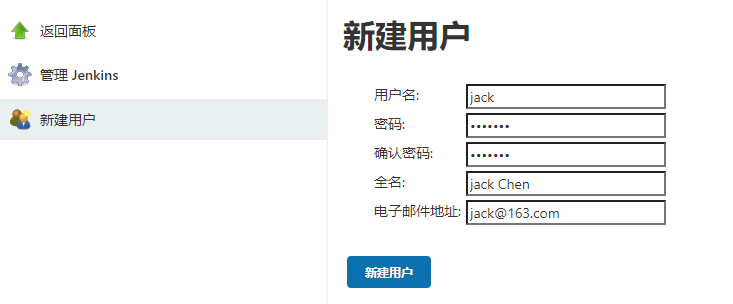 返回面板
管理 Jenkins
新建用户
新建用户
用户名:
jack
密码:
•••••••
确认密码:
•••••••
全名:
jack Chen
电子邮件地址:
jack@163.com
新建用户